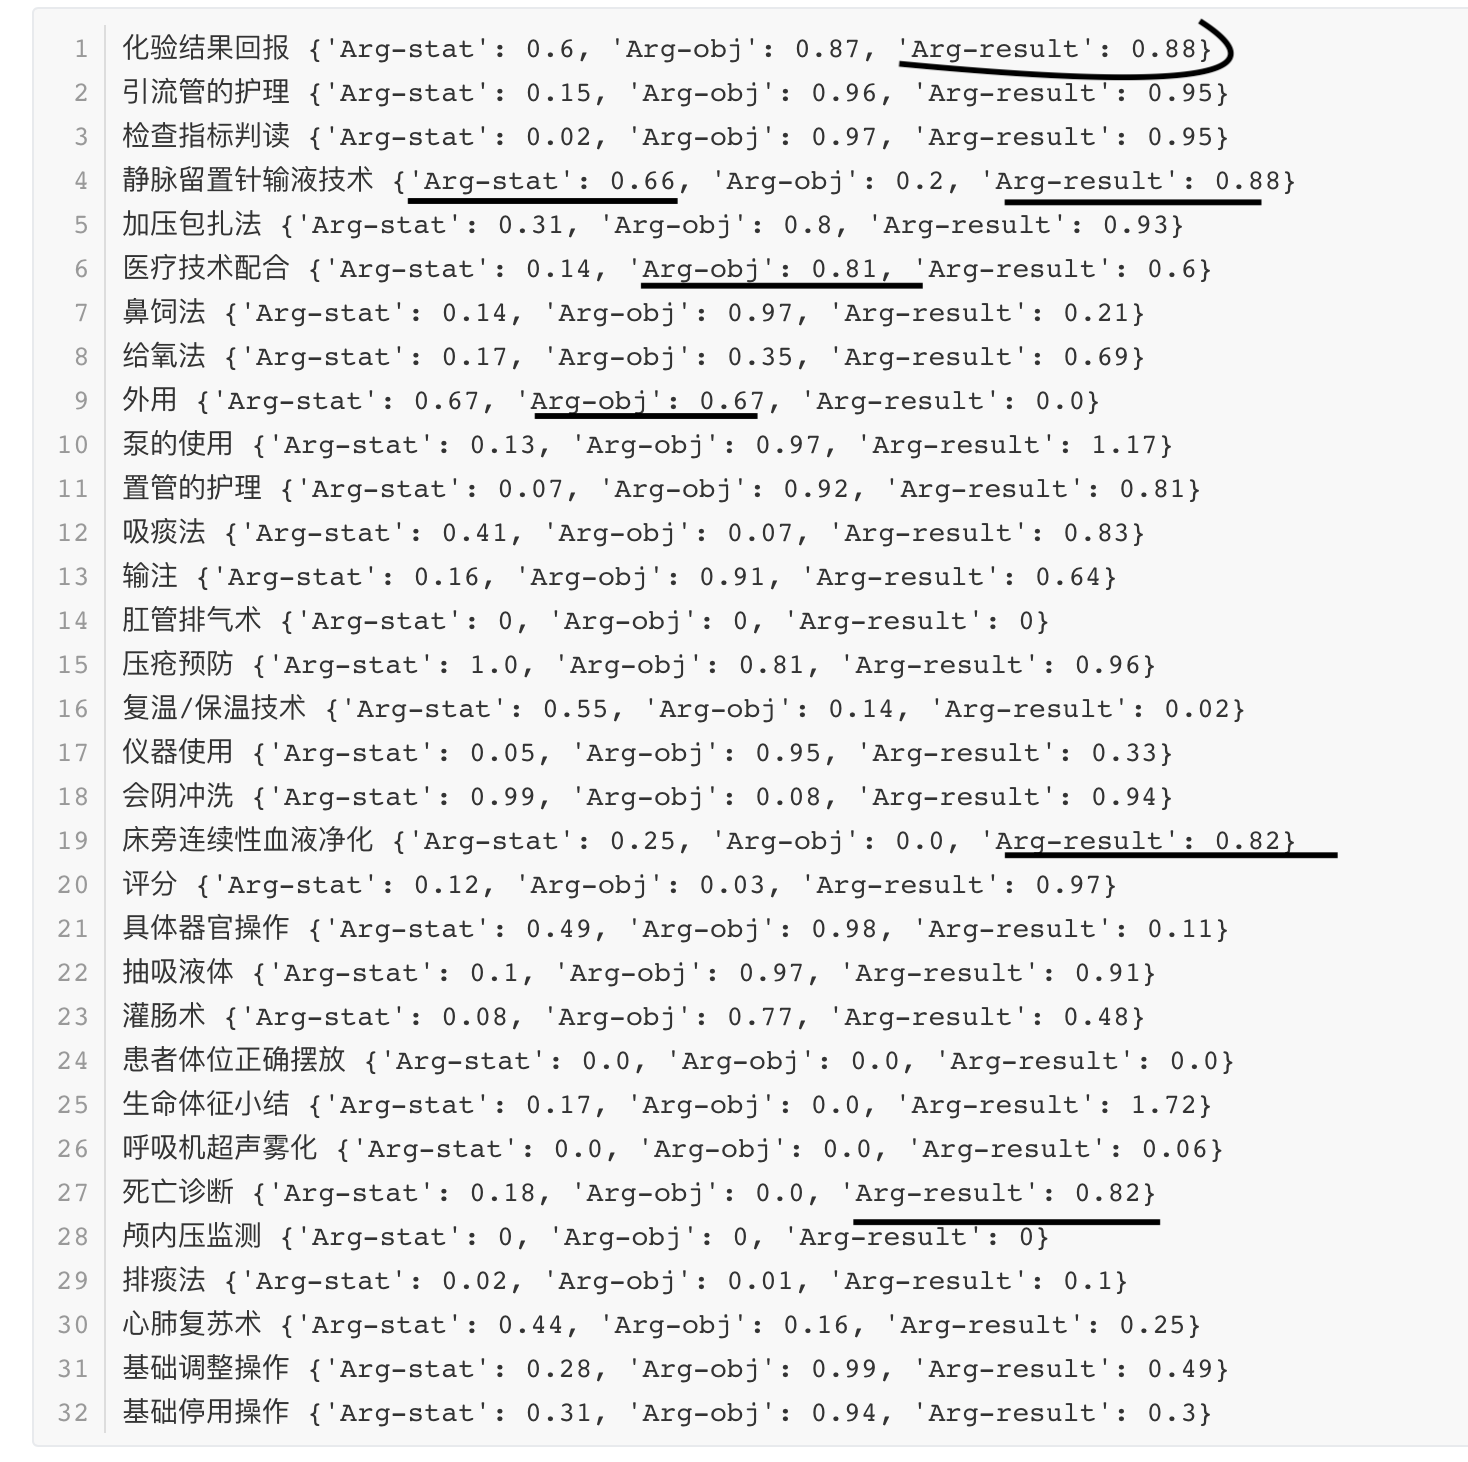 1 化验结果回报 {'Arg-stat': 0.6, 'Arg-obj': 0.87, 'Arg-result': 0.88}
2 引流管的护理 {'Arg-stat': 0.15, 'Arg-obj': 0.96, 'Arg-result': 0.95}
3 检查指标判读 {'Arg-stat': 0.02, 'Arg-obj': 0.97, 'Arg-result': 0.95}
4 静脉留置针输液技术 {'Arg-stat': 0.66, 'Arg-obj': 0.2, 'Arg-result': 0.88}
5 加压包扎法 {'Arg-stat': 0.31, 'Arg-obj': 0.8, 'Arg-result': 0.93}
6 医疗技术配合 {'Arg-stat': 0.14, 'Arg-obj': 0.81, 'Arg-result': 0.6}
7 鼻饲法 {'Arg-stat': 0.14, 'Arg-obj': 0.97, 'Arg-result': 0.21}
8 给氧法 {'Arg-stat': 0.17, 'Arg-obj': 0.35, 'Arg-result': 0.69}
9 外用 {'Arg-stat': 0.67, 'Arg-obj': 0.67, 'Arg-result': 0.0}
10 泵的使用 {'Arg-stat': 0.13, 'Arg-obj': 0.97, 'Arg-result': 1.17}
11 置管的护理 {'Arg-stat': 0.07, 'Arg-obj': 0.92, 'Arg-result': 0.81}
12 吸痰法 {'Arg-stat': 0.41, 'Arg-obj': 0.07, 'Arg-result': 0.83}
13 输注 {'Arg-stat': 0.16, 'Arg-obj': 0.91, 'Arg-result': 0.64}
14 肛管排气术 {'Arg-stat': 0, 'Arg-obj': 0, 'Arg-result': 0}
15 压疮预防 {'Arg-stat': 1.0, 'Arg-obj': 0.81, 'Arg-result': 0.96}
16 复温/保温技术 {'Arg-stat': 0.55, 'Arg-obj': 0.14, 'Arg-result': 0.02}
17 仪器使用 {'Arg-stat': 0.05, 'Arg-obj': 0.95, 'Arg-result': 0.33}
18 会阴冲洗 {'Arg-stat': 0.99, 'Arg-obj': 0.08, 'Arg-result': 0.94}
19 床旁连续性血液净化 {'Arg-stat': 0.25, 'Arg-obj': 0.0, 'Arg-result': 0.82}
20 评分 {'Arg-stat': 0.12, 'Arg-obj': 0.03, 'Arg-result': 0.97}
21 具体器官操作 {'Arg-stat': 0.49, 'Arg-obj': 0.98, 'Arg-result': 0.11}
22 抽吸液体 {'Arg-stat': 0.1, 'Arg-obj': 0.97, 'Arg-result': 0.91}
23 灌肠术 {'Arg-stat': 0.08, 'Arg-obj': 0.77, 'Arg-result': 0.48}
24 患者体位正确摆放 {'Arg-stat': 0.0, 'Arg-obj': 0.0, 'Arg-result': 0.0}
25 生命体征小结 {'Arg-stat': 0.17, 'Arg-obj': 0.0, 'Arg-result': 1.72}
26 呼吸机超声雾化 {'Arg-stat': 0.0, 'Arg-obj': 0.0, 'Arg-result': 0.06}
27 死亡诊断 {'Arg-stat': 0.18, 'Arg-obj': 0.0, 'Arg-result': 0.82}
28 颅内压监测 {'Arg-stat': 0, 'Arg-obj': 0, 'Arg-result': 0}
29 排痰法 {'Arg-stat': 0.02, 'Arg-obj': 0.01, 'Arg-result': 0.1}
30 心肺复苏术 {'Arg-stat': 0.44, 'Arg-obj': 0.16, 'Arg-result': 0.25}
31 基础调整操作 {'Arg-stat': 0.28, 'Arg-obj': 0.99, 'Arg-result': 0.49}
32 基础停用操作 {'Arg-stat': 0.31, 'Arg-obj': 0.94, 'Arg-result': 0.3}